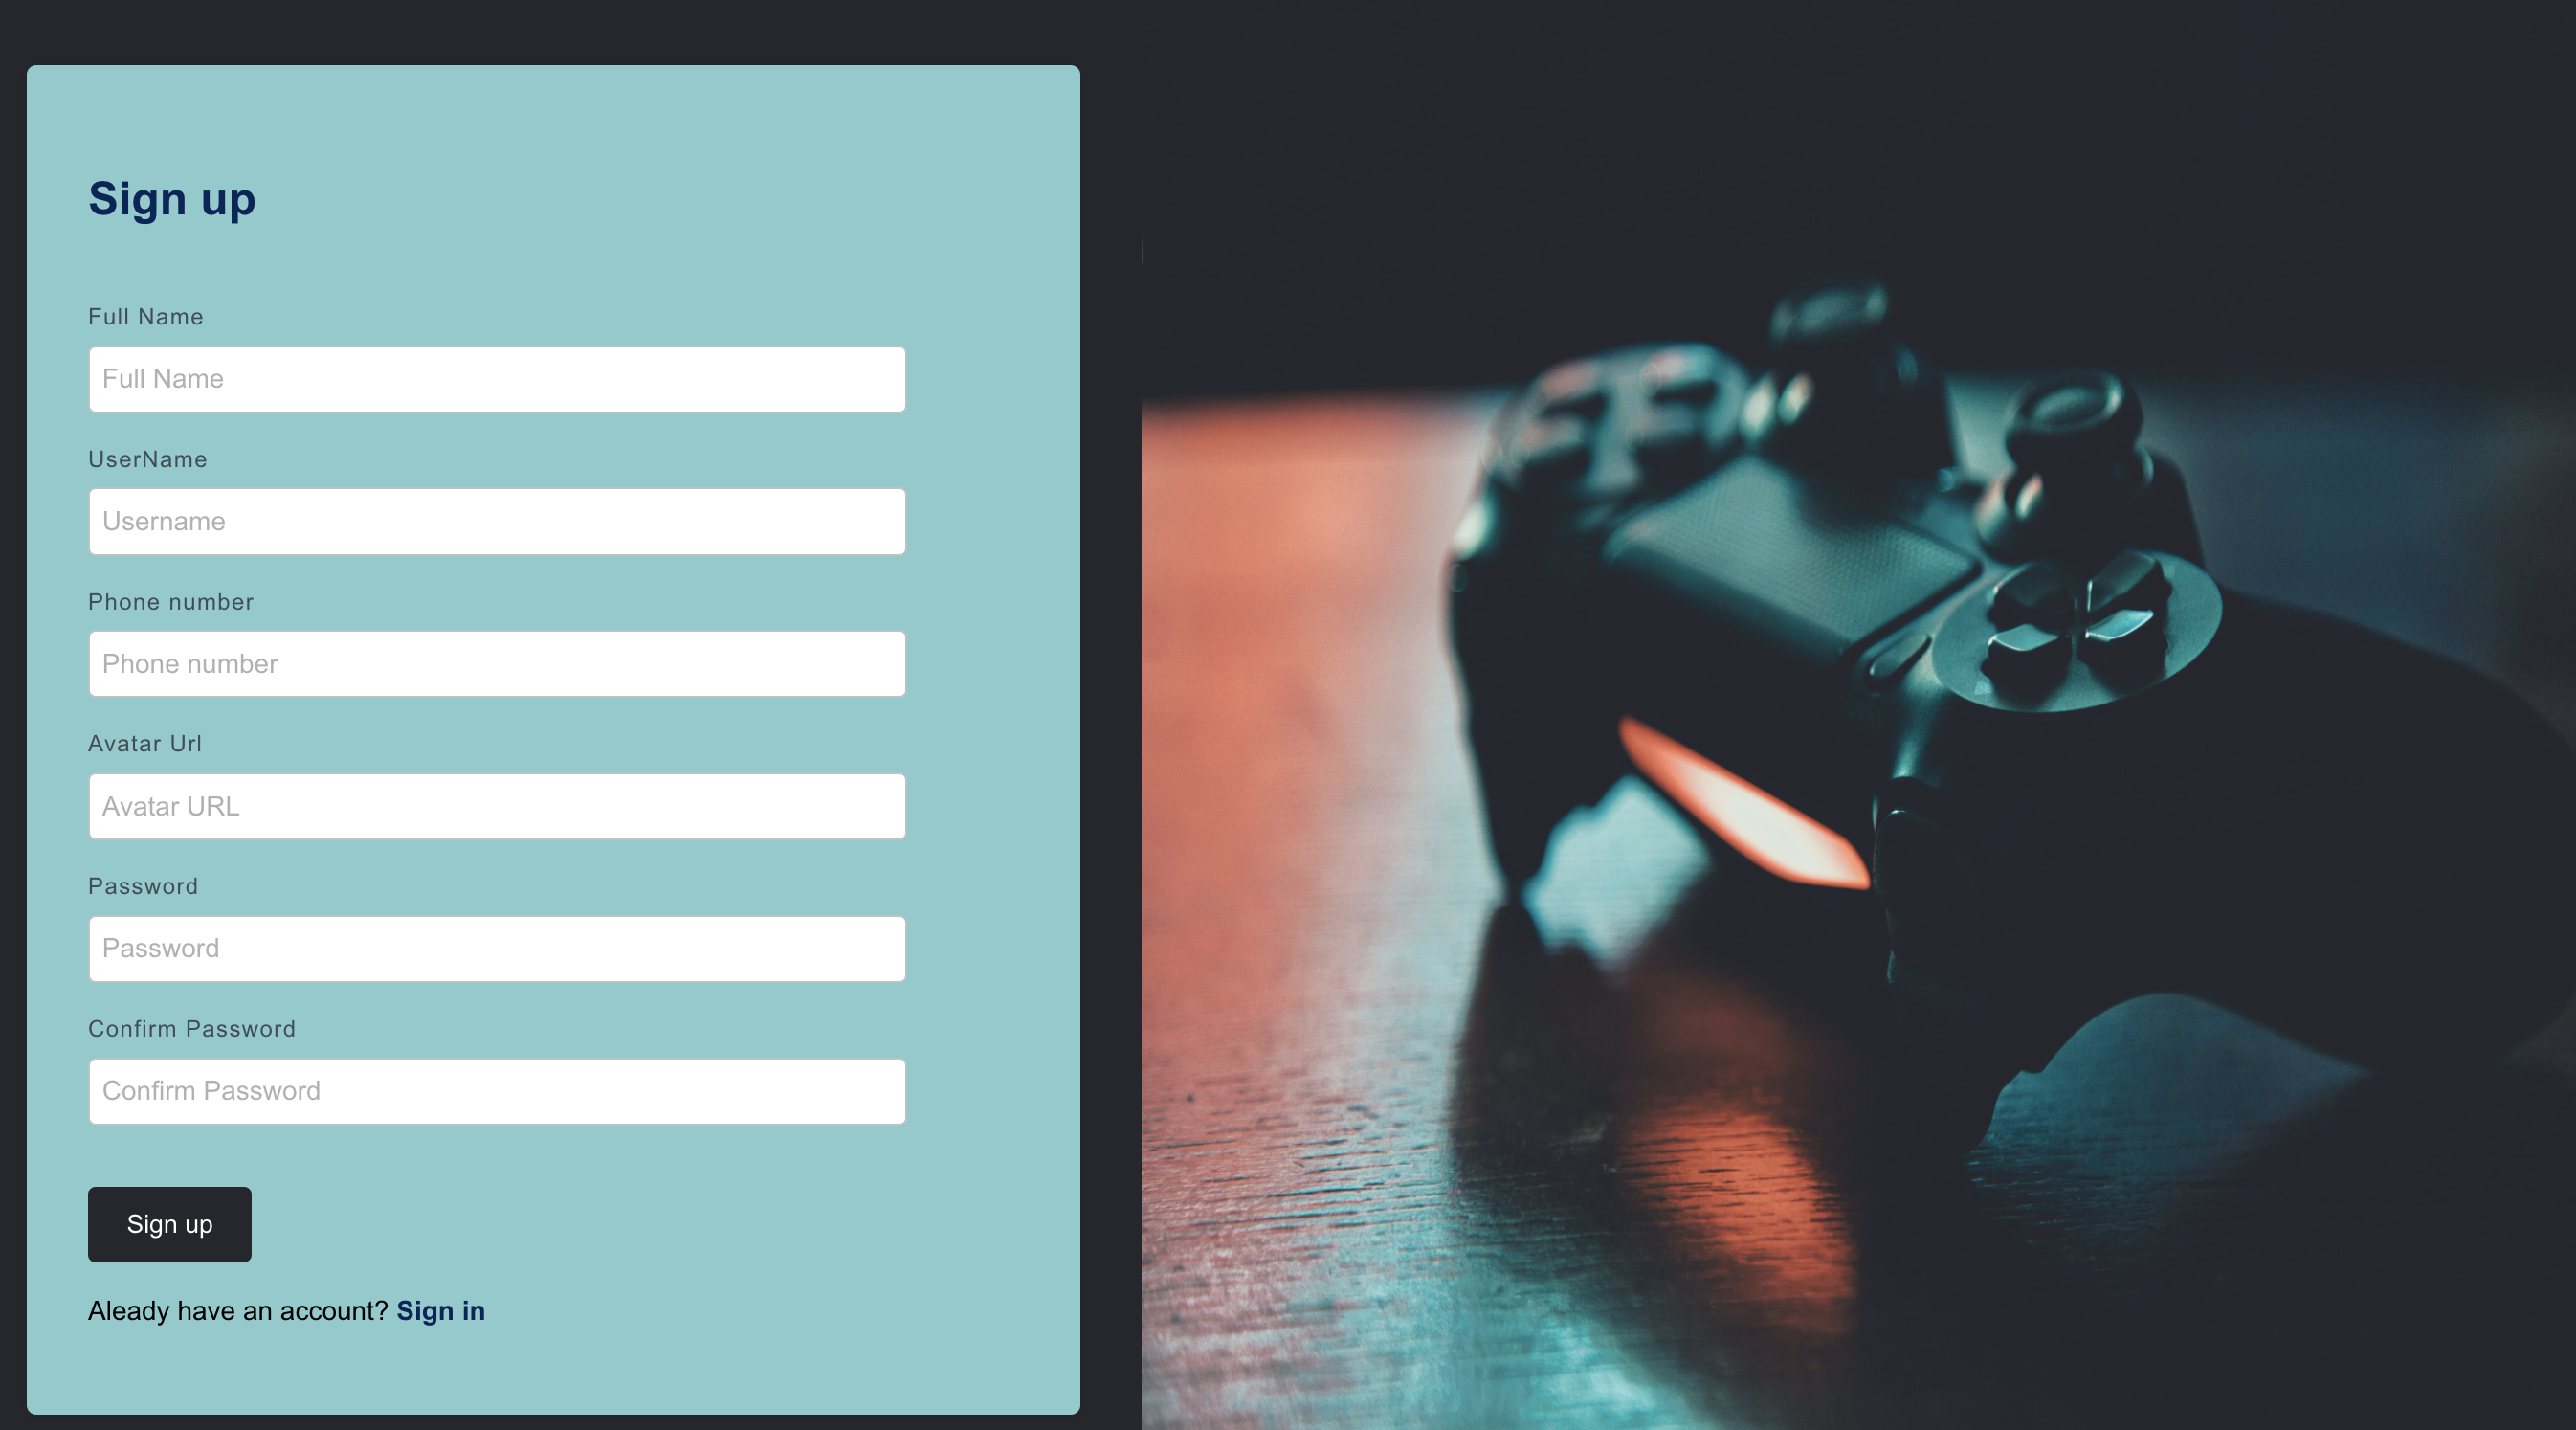 Sign up
Full Name
Full Name
UserName
Username
Phone number
Phone number
Avatar Url
Avatar URL
Password
Password
Confirm Password
Confirm Password
Sign up
Aleady have an account? Sign in